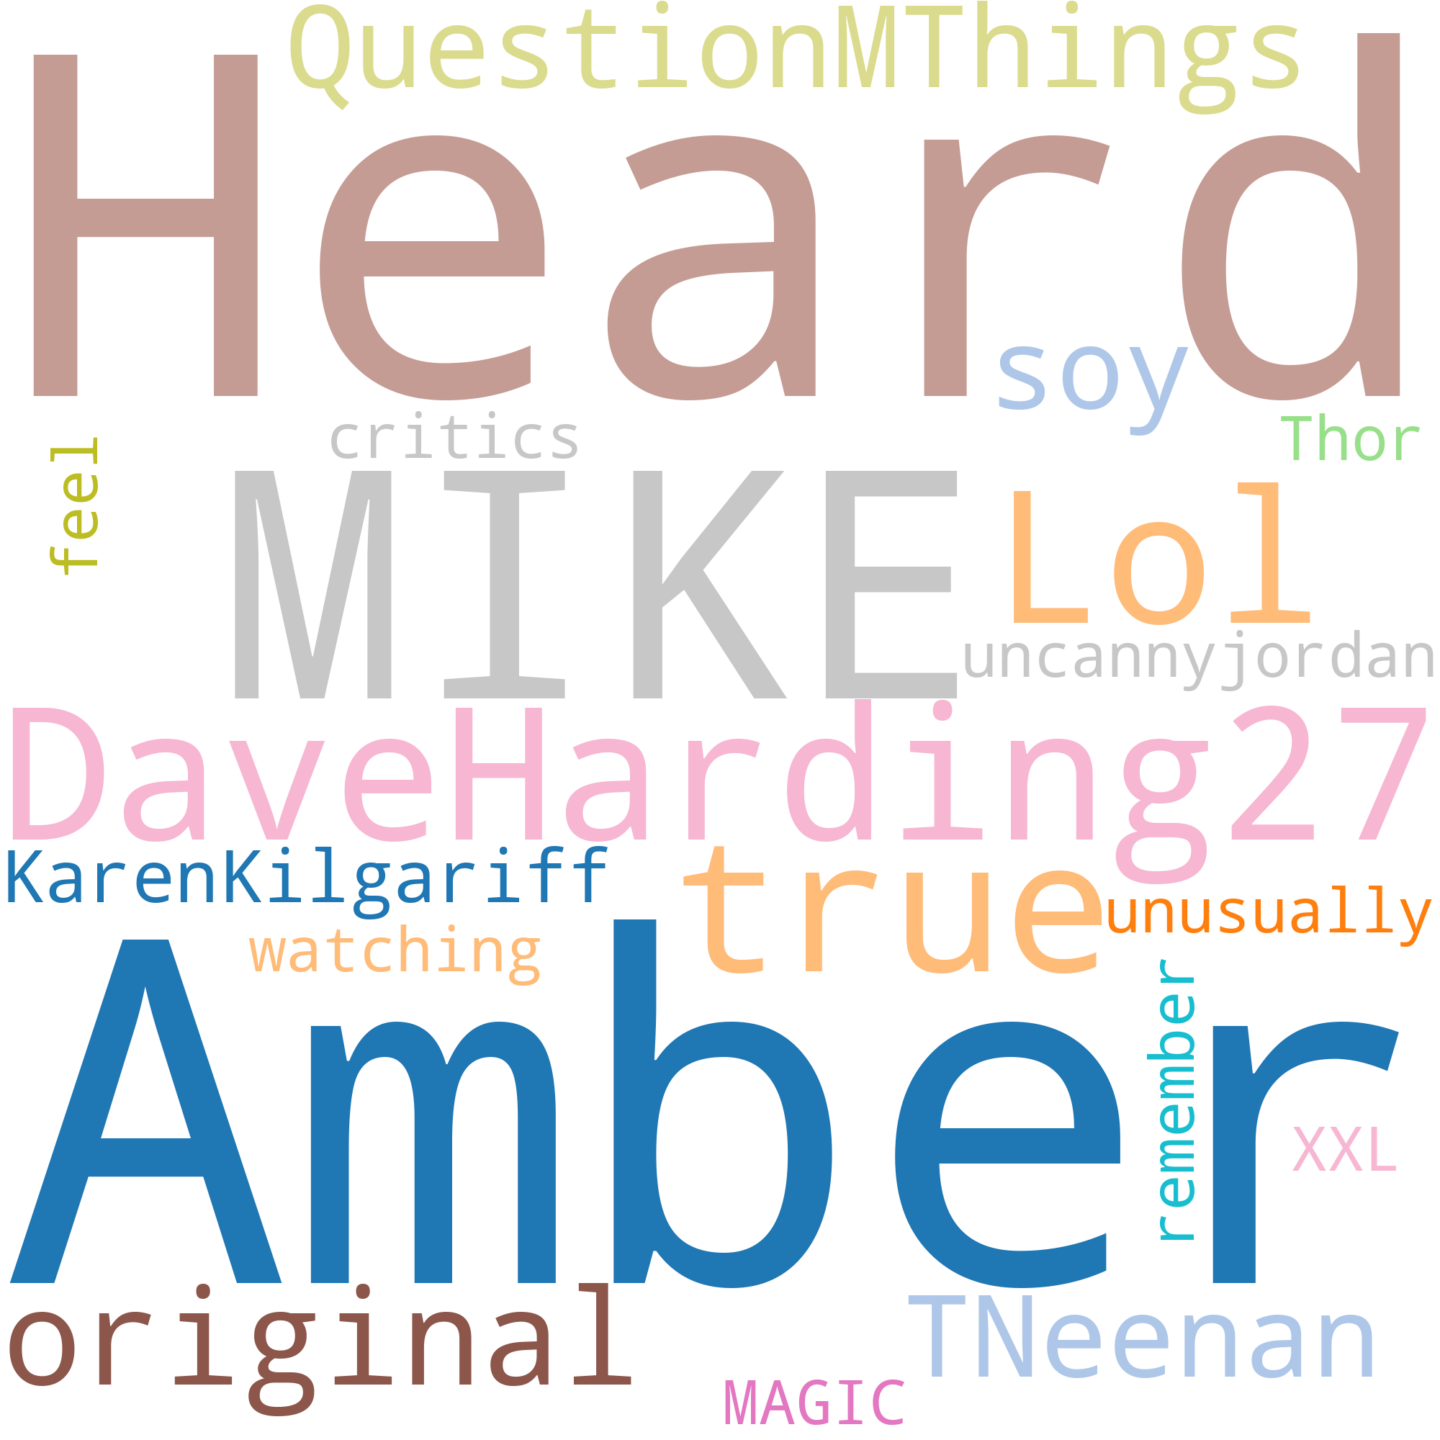 QuestionMThings
Heard
soy
critics
Thor
feel
MIKE
Lol
uncannyjordan
DaveHarding27
KarenKilgariff
true
unusually
watching
Amber
remember
XXL
original
TNeenan
MAGIC